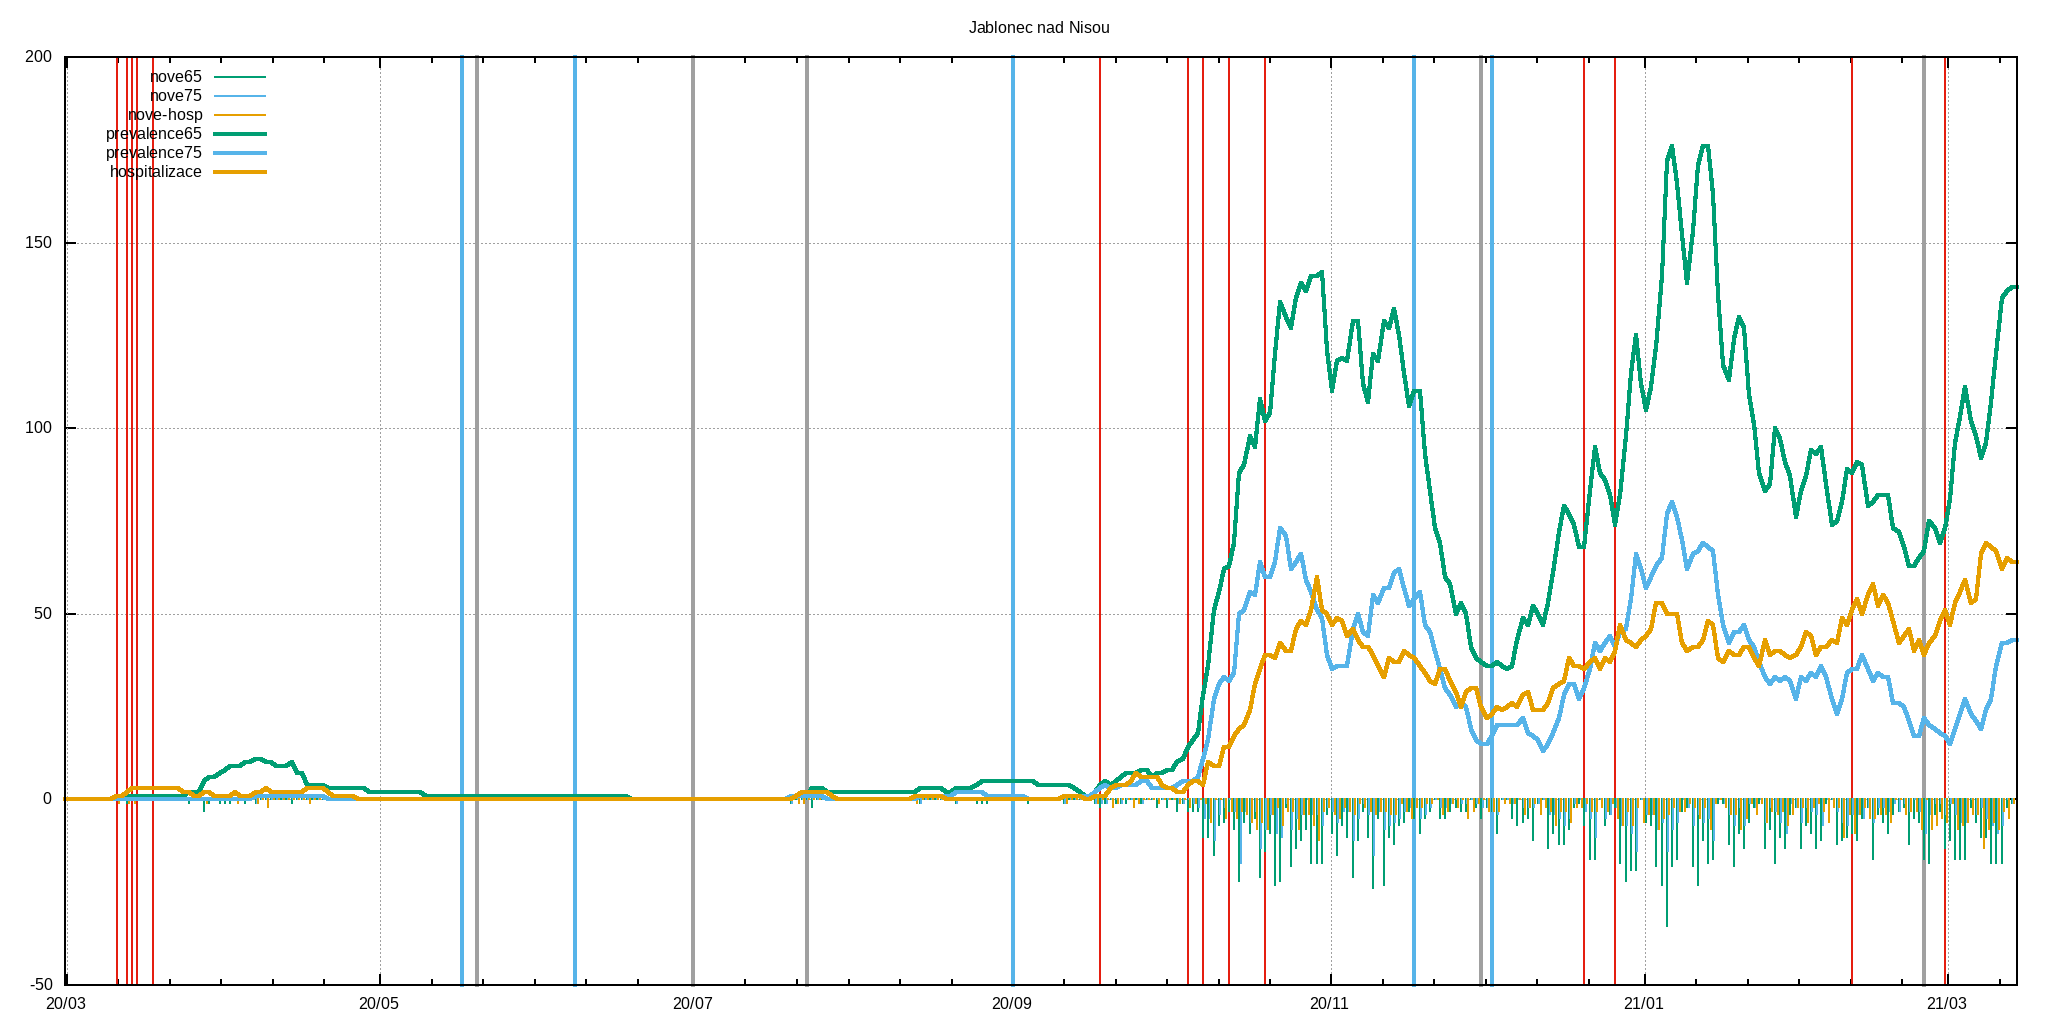 Jablonec nad Nisou
200
nove65
nove75
nove-hosp
prevalence65
prevalence75
hospitalizace
150
100
50
0
-50
20/03 20/05 20/07 20/09 20/11 21/01 21/03